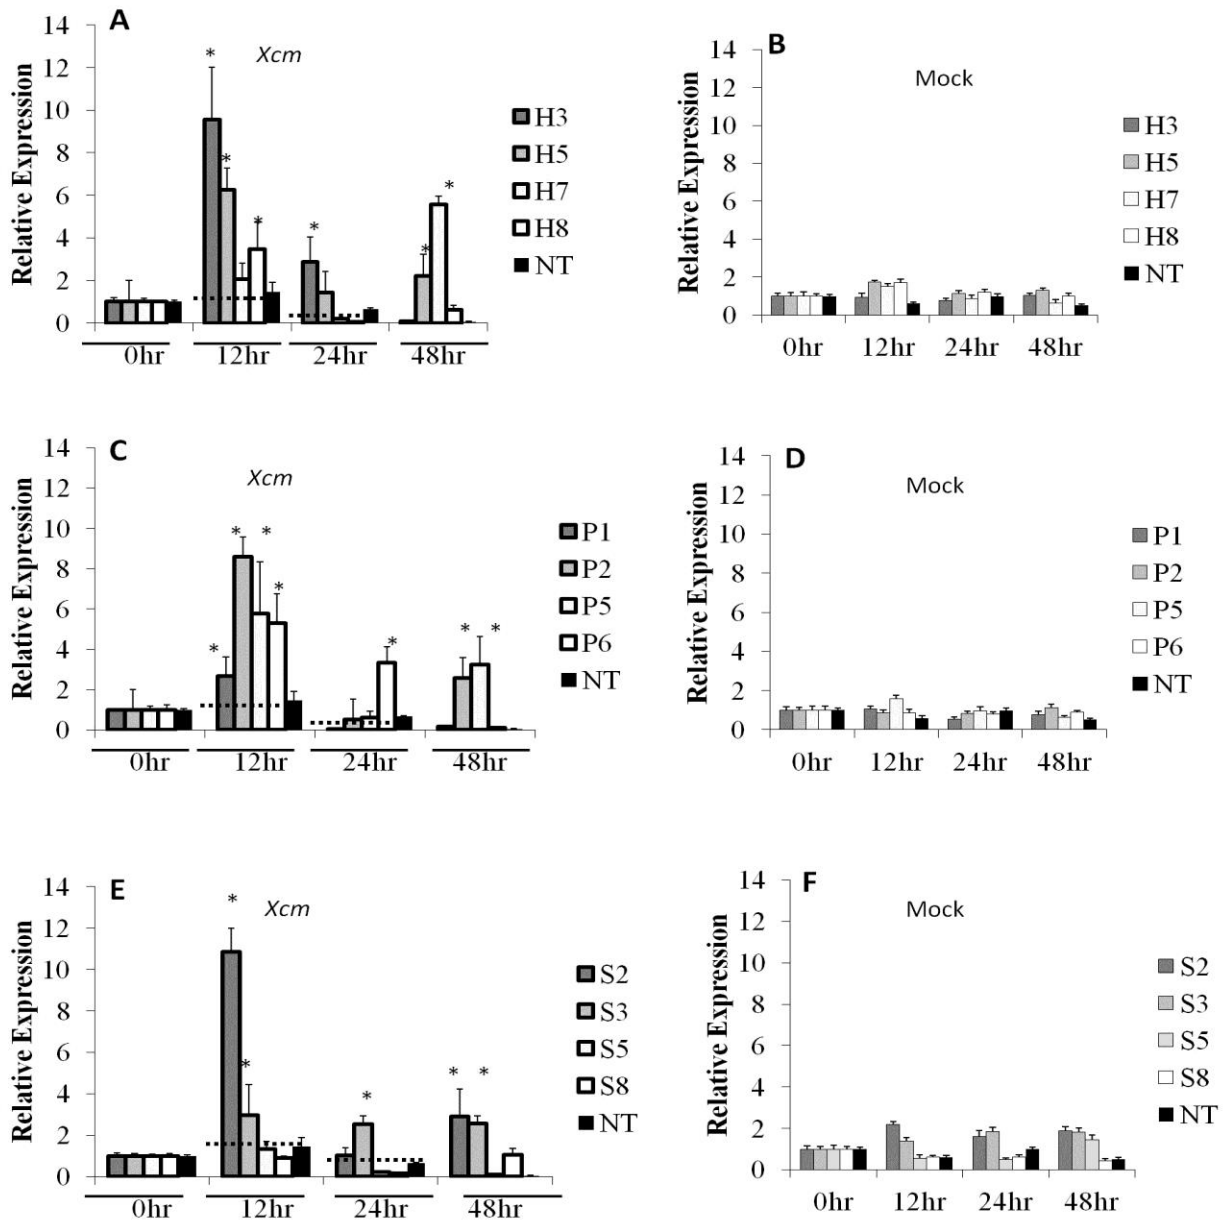 A
Xcm
Relative Expression
14
12
10
8
6
4
2
0
* * * * * *
0hr 12hr 24hr 48hr
H3
H5
H7
H8
NT
B
Mock
Relative Expression
14
12
10
8
6
4
2
0
0hr 12hr 24hr 48hr
H3
H5
H7
H8
NT
C
Xcm
Relative Expression
14
12
10
8
6
4
2
0
* * * * * * *
0hr 12hr 24hr 48hr
P1
P2
P5
P6
NT
D
Mock
Relative Expression
14
12
10
8
6
4
2
0
0hr 12hr 24hr 48hr
P1
P2
P5
P6
NT
E
Xcm
Relative Expression
14
12
10
8
6
4
2
0
* * * * *
0hr 12hr 24hr 48hr
S2
S3
S5
S8
NT
F
Mock
Relative Expression
14
12
10
8
6
4
2
0
0hr 12hr 24hr 48hr
S2
S3
S5
S8
NT